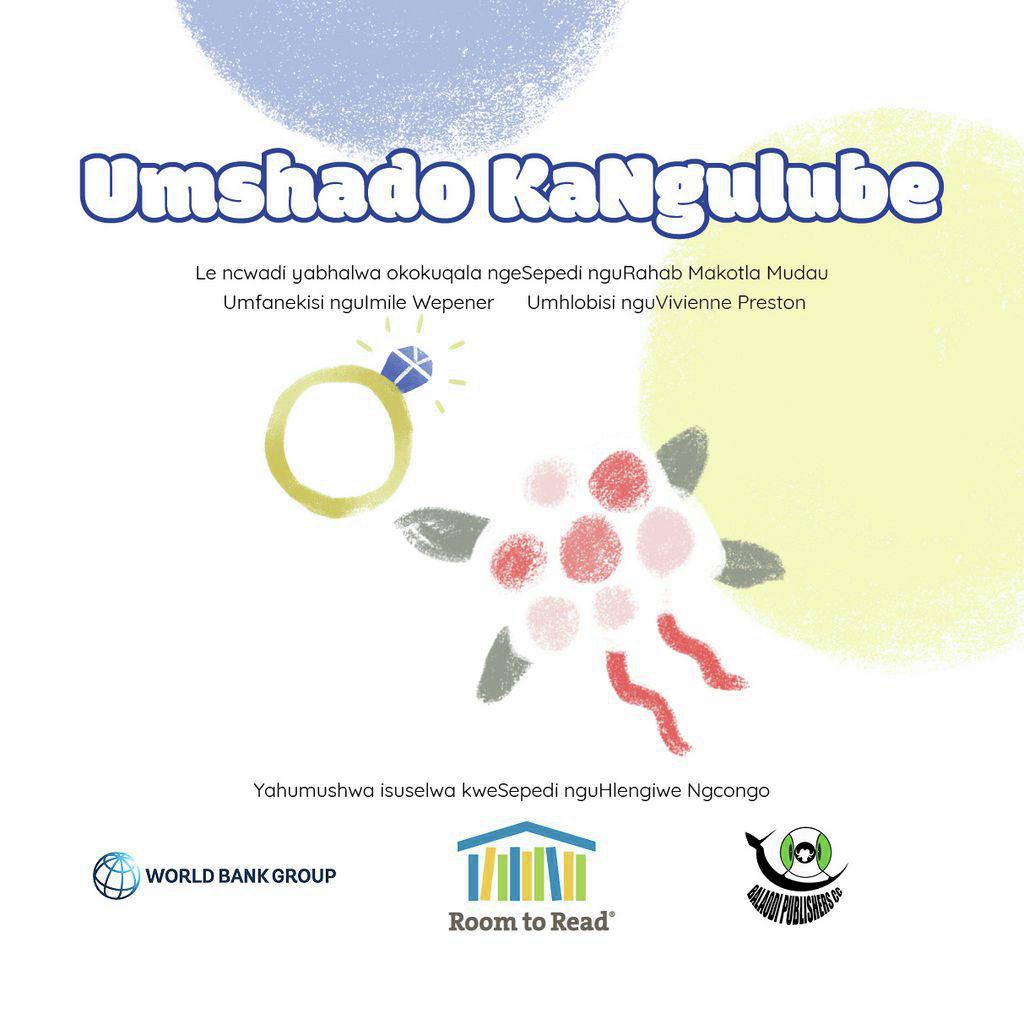 Umshado KaNgulube
Le ncwadi yabhalwa okokuqala ngeSepedi nguRahab Makotla Mudau
Umfanekisi nguImile Wepener Umhlobisi nguVivienne Preston
Yahumushwa isuselwa kweSepedi nguHlengiwe Ngcongo
WORLD BANK GROUP
Room to Read®
BALAODI PUBLISHERS CC